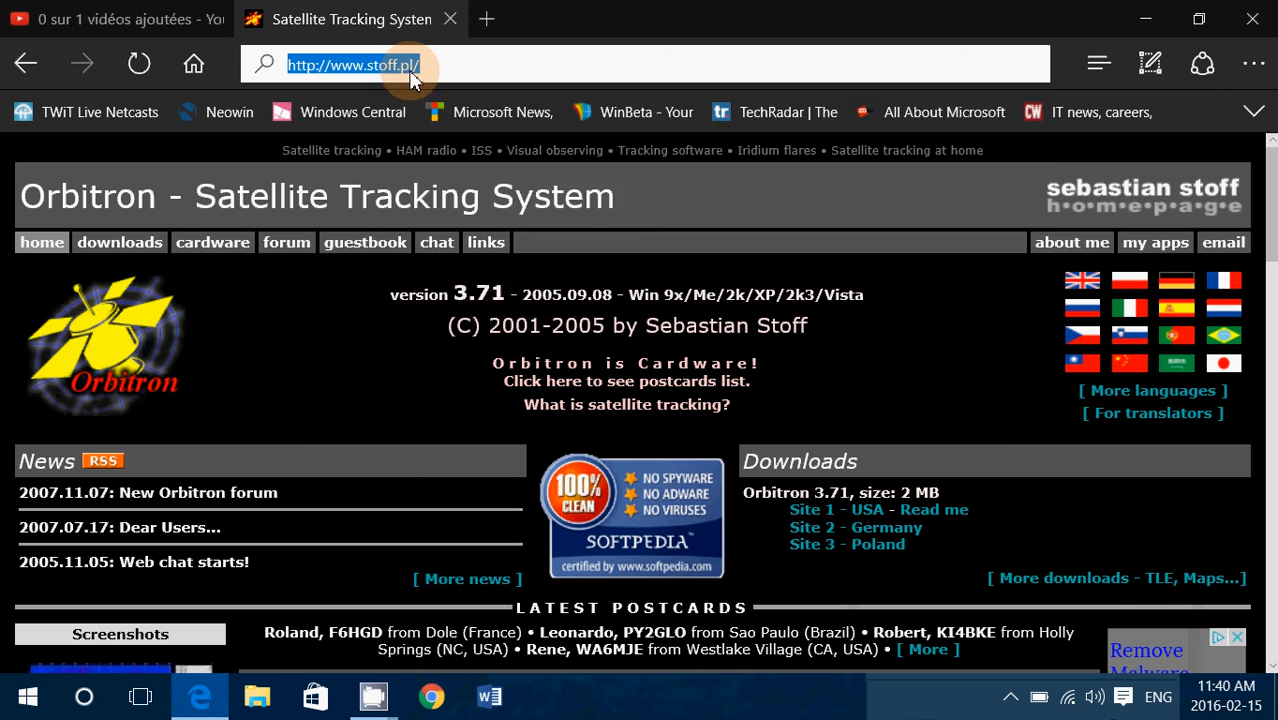 0 sur 1 vidéos ajoutées - You
Satellite Tracking System
http://www.stoff.pl/
TWiT Live Netcasts Neowin Windows Central Microsoft News, WinBeta - Your TechRadar | The All About Microsoft CW IT news, careers,
Satellite tracking • HAM radio • ISS • Visual observing • Tracking software • Iridium flares • Satellite tracking at home
Orbitron - Satellite Tracking System
sebastian stoff
h•o•m•e•p•a•g•e
home downloads cardware forum guestbook chat links about me my apps email
Orbitron
version 3.71 - 2005.09.08 - Win 9x/Me/2k/XP/2k3/Vista
(C) 2001-2005 by Sebastian Stoff
Orbitron is Cardware!
Click here to see postcards list.
What is satellite tracking?
[ More languages ]
[ For translators ]
News RSS
2007.11.07: New Orbitron forum
2007.07.17: Dear Users...
2005.11.05: Web chat starts!
[ More news ]
100%
CLEAN
NO SPYWARE
NO ADWARE
NO VIRUSES
SOFTPEDIA™
certified by www.softpedia.com
Downloads
Orbitron 3.71, size: 2 MB
Site 1 - USA - Read me
Site 2 - Germany
Site 3 - Poland
[ More downloads - TLE, Maps...]
LATEST POSTCARDS
Screenshots
Roland, F6HGD from Dole (France) • Leonardo, PY2GLO from Sao Paulo (Brazil) • Robert, KI4BKE from Holly
Springs (NC, USA) • Rene, WA6MJE from Westlake Village (CA, USA) • [ More ]
Remove
Malware
ENG
11:40 AM
2016-02-15